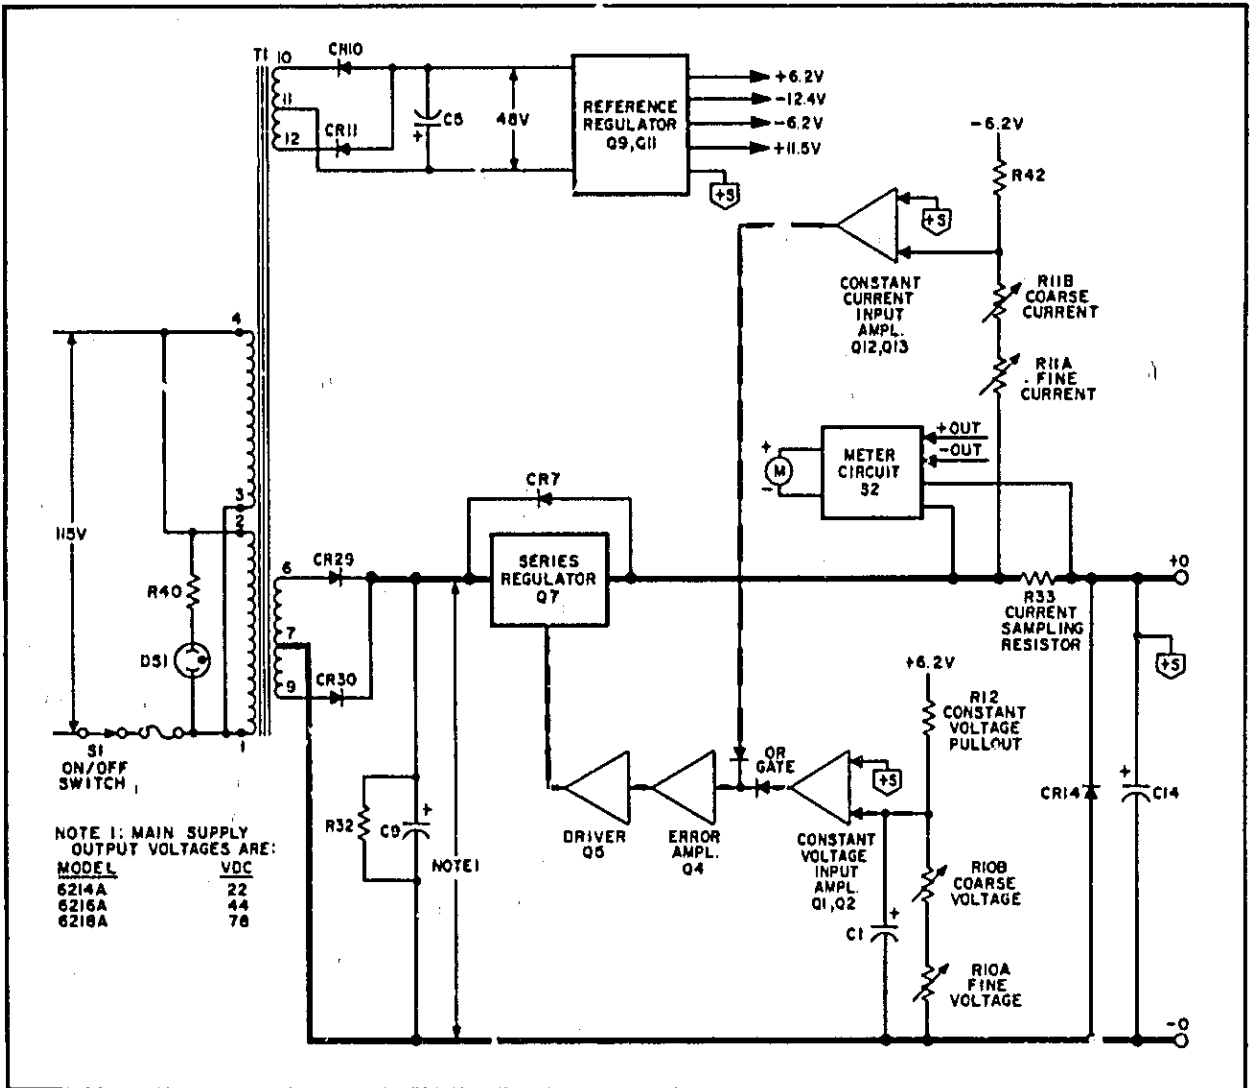 T1
10
11
12
CR10
CR11
C5
+
48V
REFERENCE
REGULATOR
Q9,Q11
+6.2V
-12.4V
-6.2V
+11.5V
+S
-6.2V
R42
+S
CONSTANT
CURRENT
INPUT
AMPL.
Q12,Q13
R11B
COARSE
CURRENT
R11A
FINE
CURRENT
+OUT
-OUT
METER
CIRCUIT
S2
+
M
-
4
3
2
1
115V
R40
DS1
S1
ON/OFF
SWITCH
6
7
9
CR29
CR30
CR7
SERIES
REGULATOR
Q7
R33
CURRENT
SAMPLING
RESISTOR
+O
+S
+6.2V
R12
CONSTANT
VOLTAGE
PULLOUT
OR
GATE
+S
R32
C9
+
NOTE 1
DRIVER
Q5
ERROR
AMPL.
Q4
CONSTANT
VOLTAGE
INPUT
AMPL.
Q1,Q2
C1
+
R10B
COARSE
VOLTAGE
R10A
FINE
VOLTAGE
CR14
+
C14
-O
NOTE 1: MAIN SUPPLY
OUTPUT VOLTAGES ARE:
MODEL VDC
6214A 22
6216A 44
6218A 78